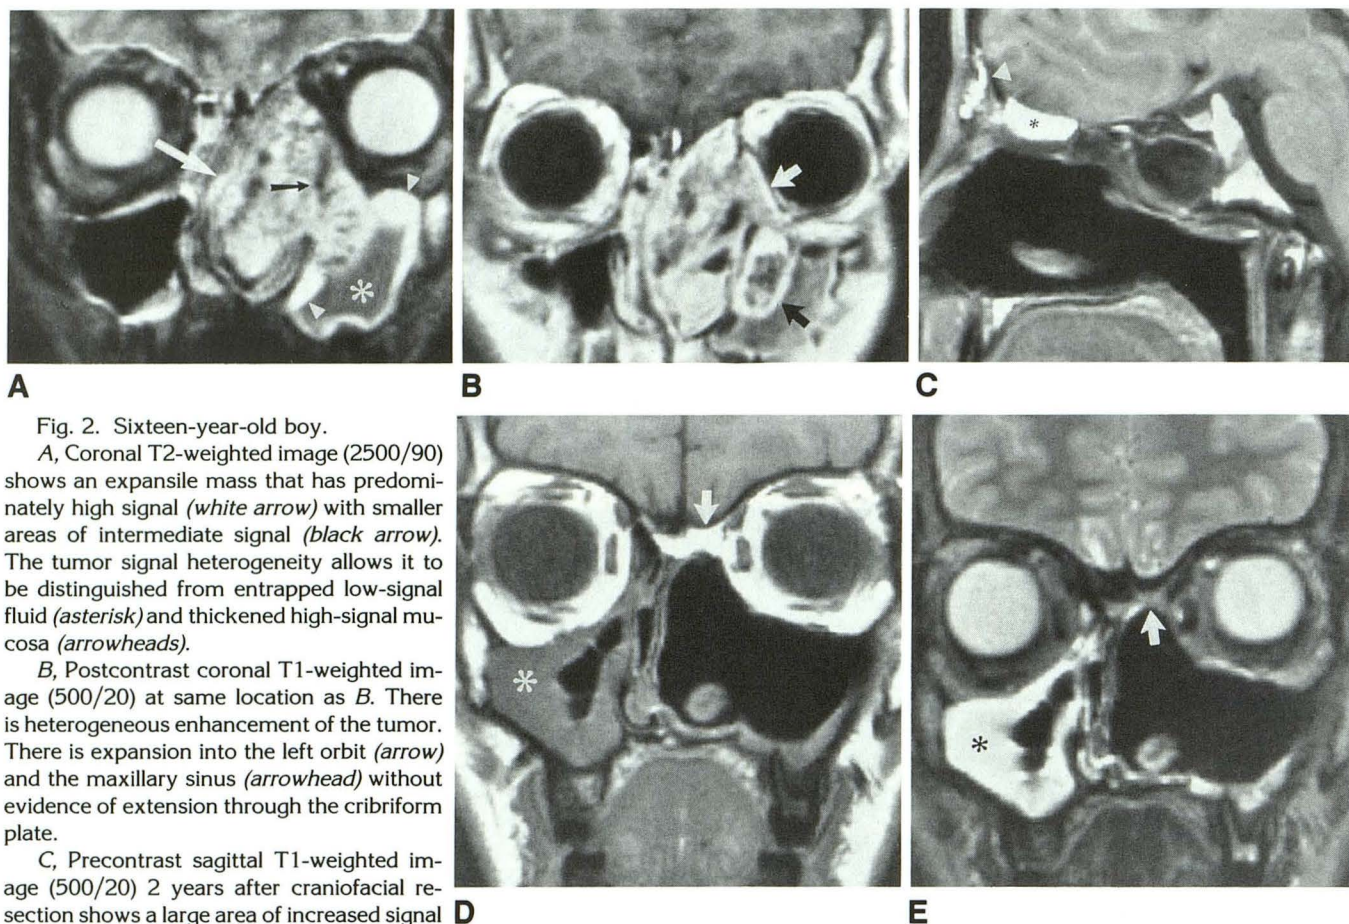 A
B
C
Fig. 2. Sixteen-year-old boy.
A, Coronal T2-weighted image (2500/90)
shows an expansile mass that has predomi-
nately high signal (white arrow) with smaller
areas of intermediate signal (black arrow).
The tumor signal heterogeneity allows it to
be distinguished from entrapped low-signal
fluid (asterisk) and thickened high-signal mu-
cosa (arrowheads).
B, Postcontrast coronal T1-weighted im-
age (500/20) at same location as B. There
is heterogeneous enhancement of the tumor.
There is expansion into the left orbit (arrow)
and the maxillary sinus (arrowhead) without
evidence of extension through the cribriform
plate.
C, Precontrast sagittal T1-weighted im-
age (500/20) 2 years after craniofacial re-
section shows a large area of increased signal
D
E